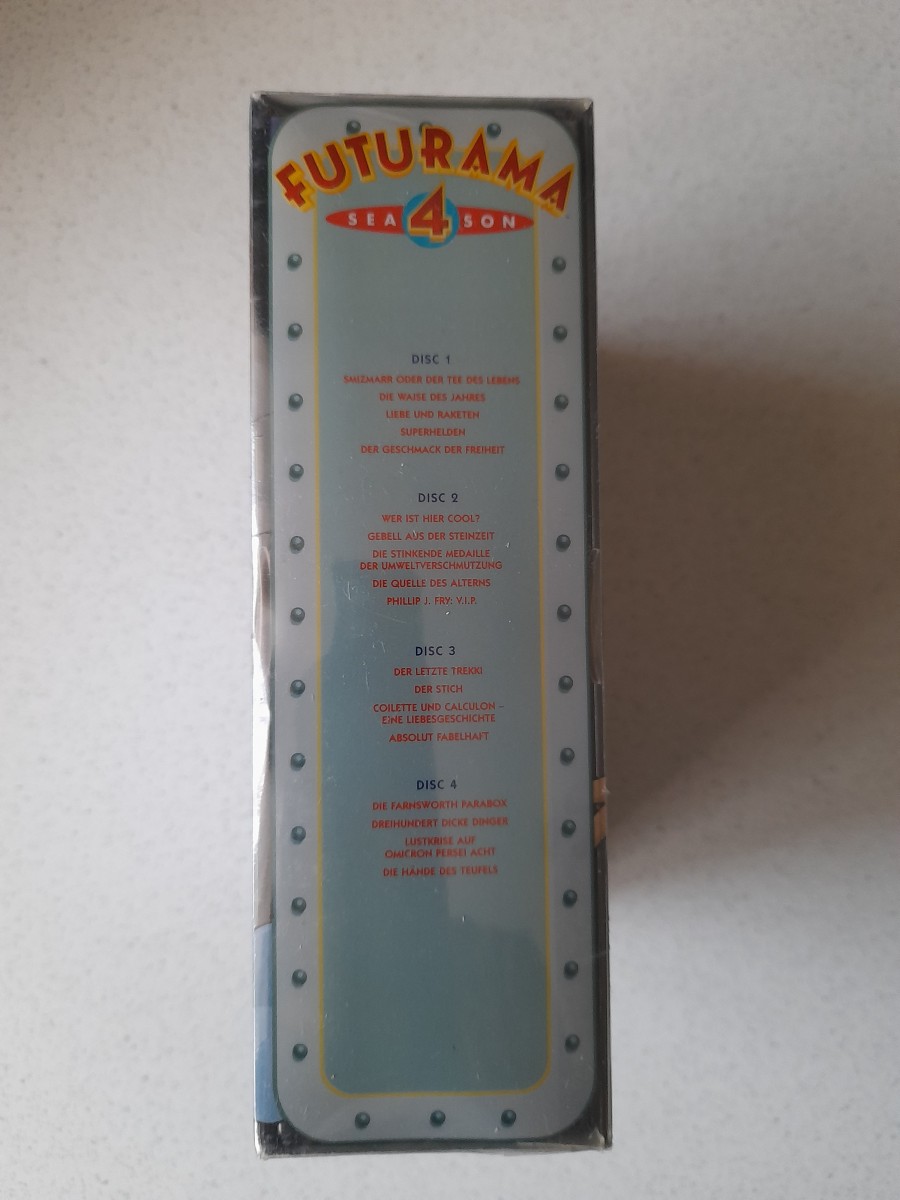 FUTURAMA
SEA 4 SON
DISC 1
SMIZMARR ODER DER TEE DES LEBENS
DIE WAISE DES JAHRES
LIEBE UND RAKETEN
SUPERHELDEN
DER GESCHMACK DER FREIHEIT
DISC 2
WER IST HIER COOL?
GEBELL AUS DER STEINZEIT
DIE STINKENDE MEDAILLE
DER UMWELTVERSCHMUTZUNG
DIE QUELLE DES ALTERNS
PHILLIP J. FRY: V.I.P.
DISC 3
DER LETZTE TREKKI
DER STICH
COILETTE UND CALCULON –
EINE LIEBESGESCHICHTE
ABSOLUT FABELHAFT
DISC 4
DIE FARNSWORTH PARABOX
DREIHUNDERT DICKE DINGER
LUSTKRISE AUF
OMICRON PERSEI ACHT
DIE HÄNDE DES TEUFELS